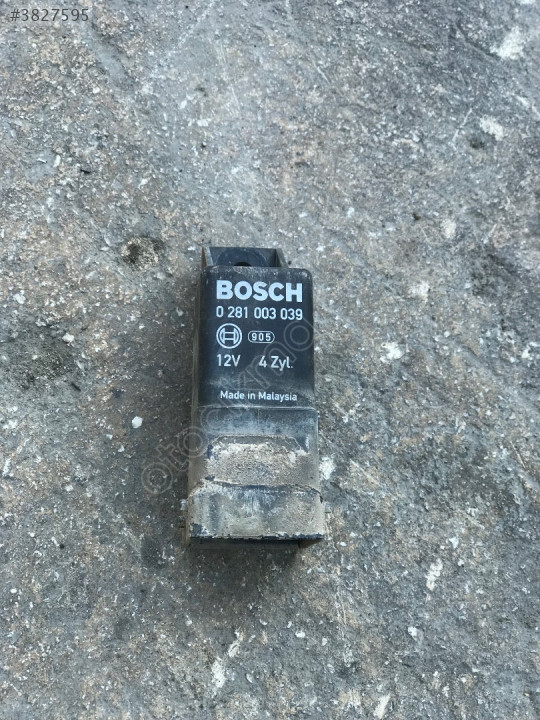 #3827595
BOSCH
0 281 003 039
905
12V 4 Zyl.
Made in Malaysia